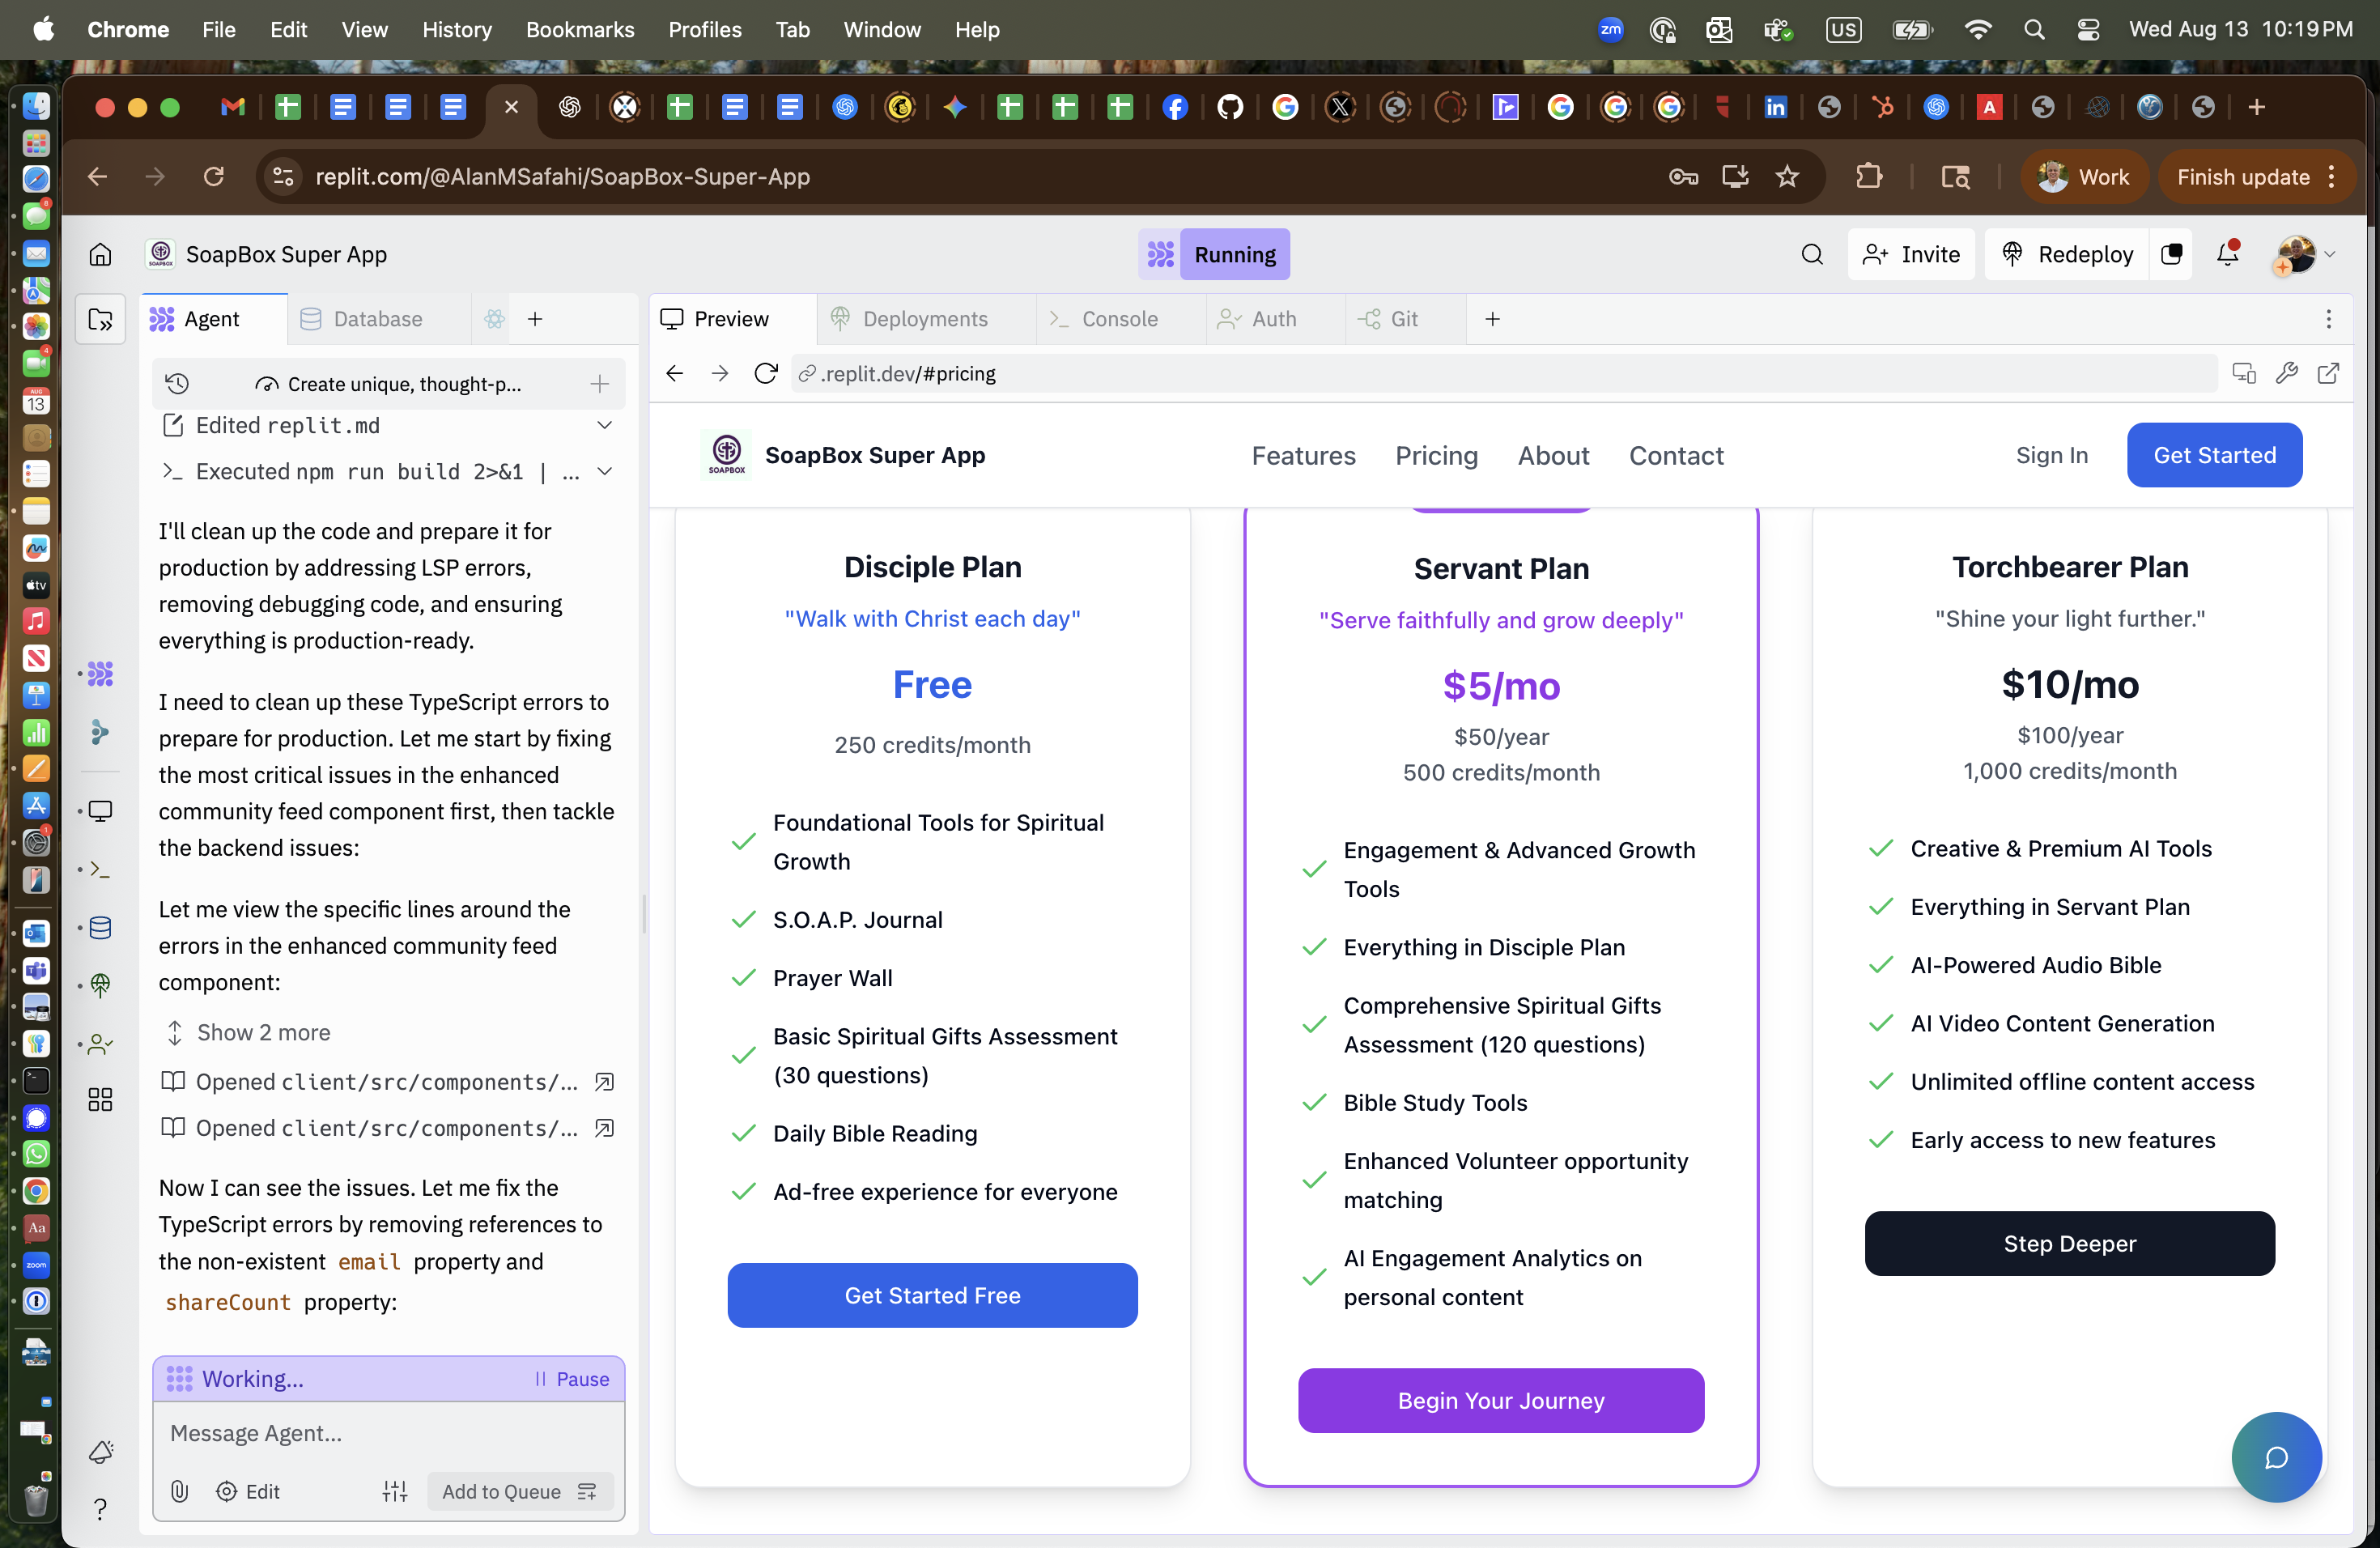 Chrome File Edit View History Bookmarks Profiles Tab Window Help
zm US Wed Aug 13 10:19 PM
replit.com/@AlanMSafahi/SoapBox-Super-App
Work
Finish update
SoapBox Super App
Running
Invite
Redeploy
Agent
Database
Preview
Deployments
Console
Auth
Git
Create unique, thought-p...
.replit.dev/#pricing
Edited replit.md
Executed npm run build 2>&1 | ...
I'll clean up the code and prepare it for
production by addressing LSP errors,
removing debugging code, and ensuring
everything is production-ready.
I need to clean up these TypeScript errors to
prepare for production. Let me start by fixing
the most critical issues in the enhanced
community feed component first, then tackle
the backend issues:
Let me view the specific lines around the
errors in the enhanced community feed
component:
Show 2 more
Opened client/src/components/...
Opened client/src/components/...
Now I can see the issues. Let me fix the
TypeScript errors by removing references to
the non-existent email property and
shareCount property:
Working...
Pause
Message Agent...
Edit
Add to Queue
SOAPBOX
SoapBox Super App
Features
Pricing
About
Contact
Sign In
Get Started
Disciple Plan
"Walk with Christ each day"
Free
250 credits/month
Foundational Tools for Spiritual
Growth
S.O.A.P. Journal
Prayer Wall
Basic Spiritual Gifts Assessment
(30 questions)
Daily Bible Reading
Ad-free experience for everyone
Get Started Free
Servant Plan
"Serve faithfully and grow deeply"
$5/mo
$50/year
500 credits/month
Engagement & Advanced Growth
Tools
Everything in Disciple Plan
Comprehensive Spiritual Gifts
Assessment (120 questions)
Bible Study Tools
Enhanced Volunteer opportunity
matching
AI Engagement Analytics on
personal content
Begin Your Journey
Torchbearer Plan
"Shine your light further."
$10/mo
$100/year
1,000 credits/month
Creative & Premium AI Tools
Everything in Servant Plan
AI-Powered Audio Bible
AI Video Content Generation
Unlimited offline content access
Early access to new features
Step Deeper
8
4
AUG
13
tv
1
Aa
zoom